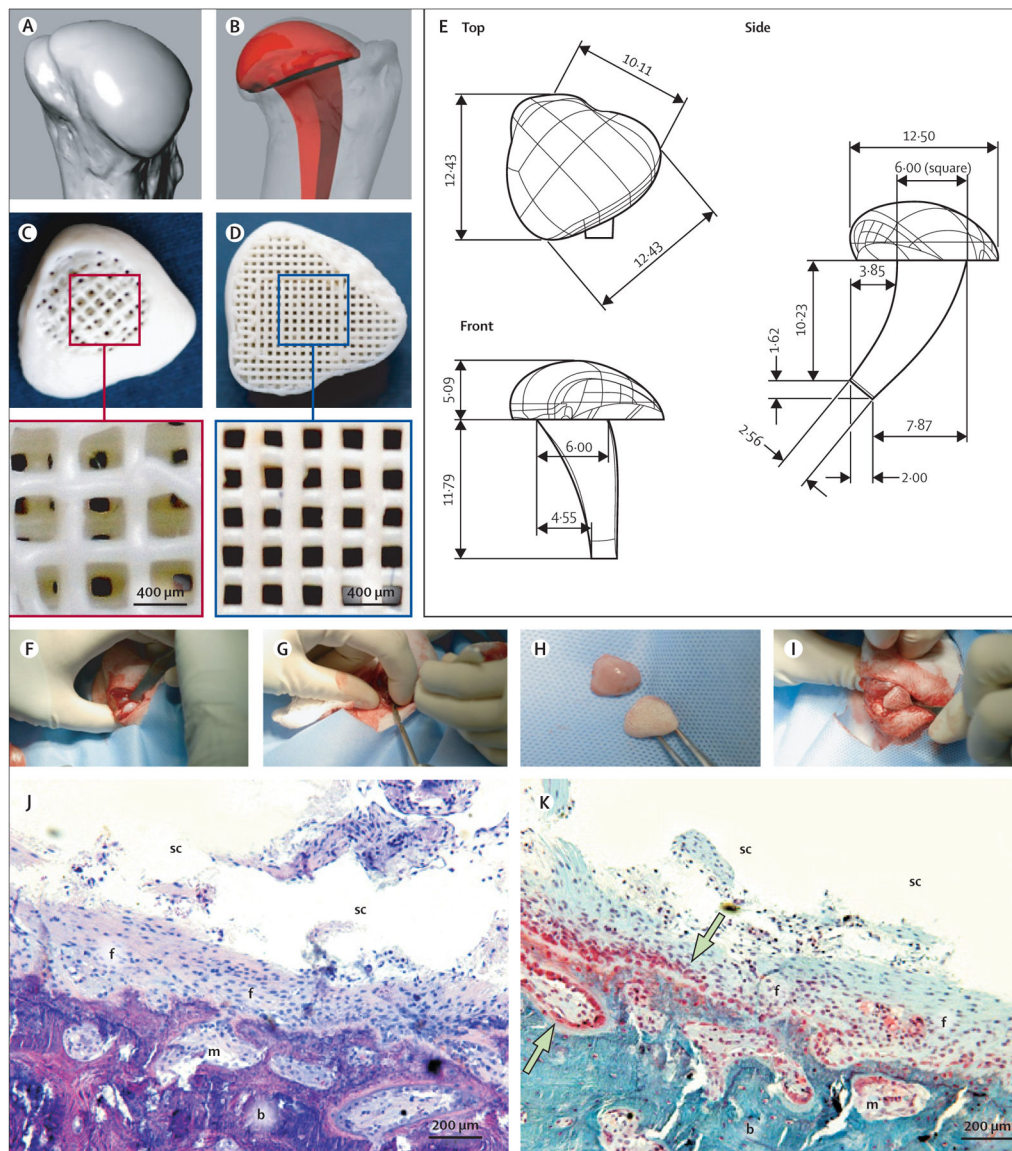 A
B
C
D
400 μm
400 μm
E
Top
10·11
12·43
12·43
Side
12·50
6·00 (square)
3·85
10·23
1·62
2·56
7·87
2·00
Front
5·09
6·00
11·79
4·55
F
G
H
I
J
sc
sc
f
f
m
b
200 μm
K
sc
sc
f
f
m
b
200 μm